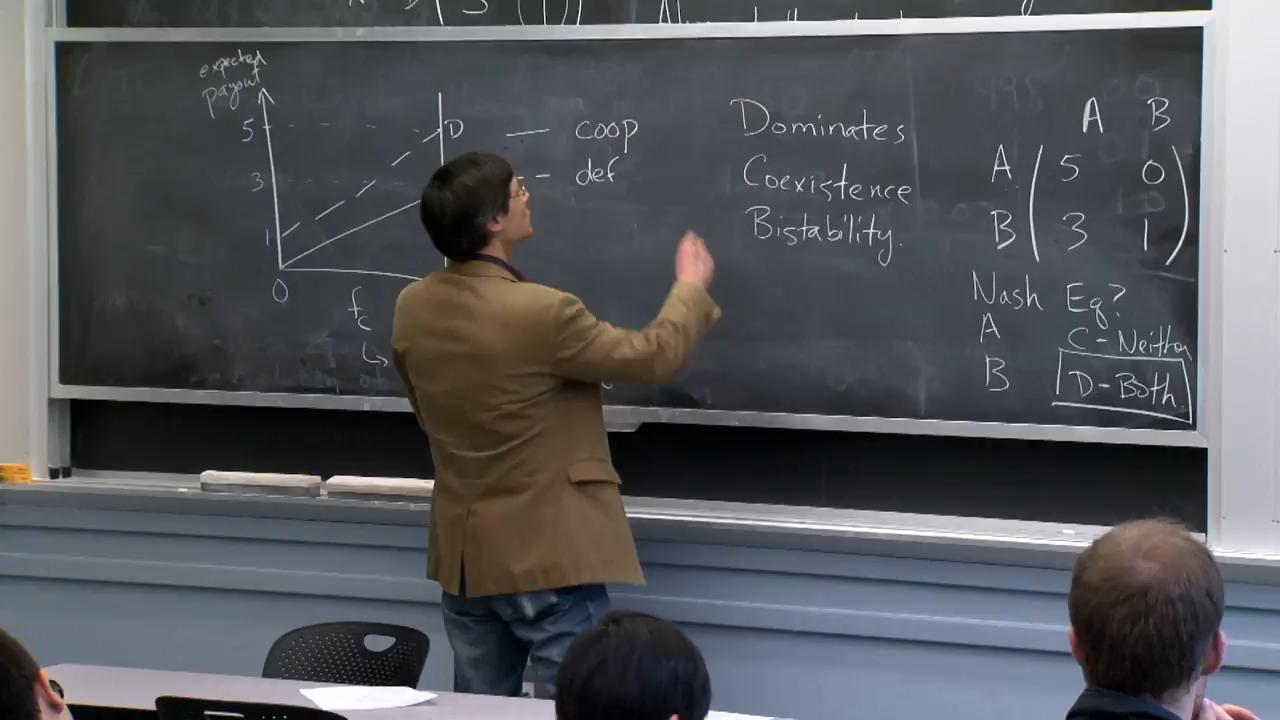 expected
payout
5
3
1
0
D
coop
def
f_c
Dominates
Coexistence
Bistability.
A B
A ( 5 0 )
B ( 3 1 )
Nash Eq?
A
B
C - Neither
D - Both